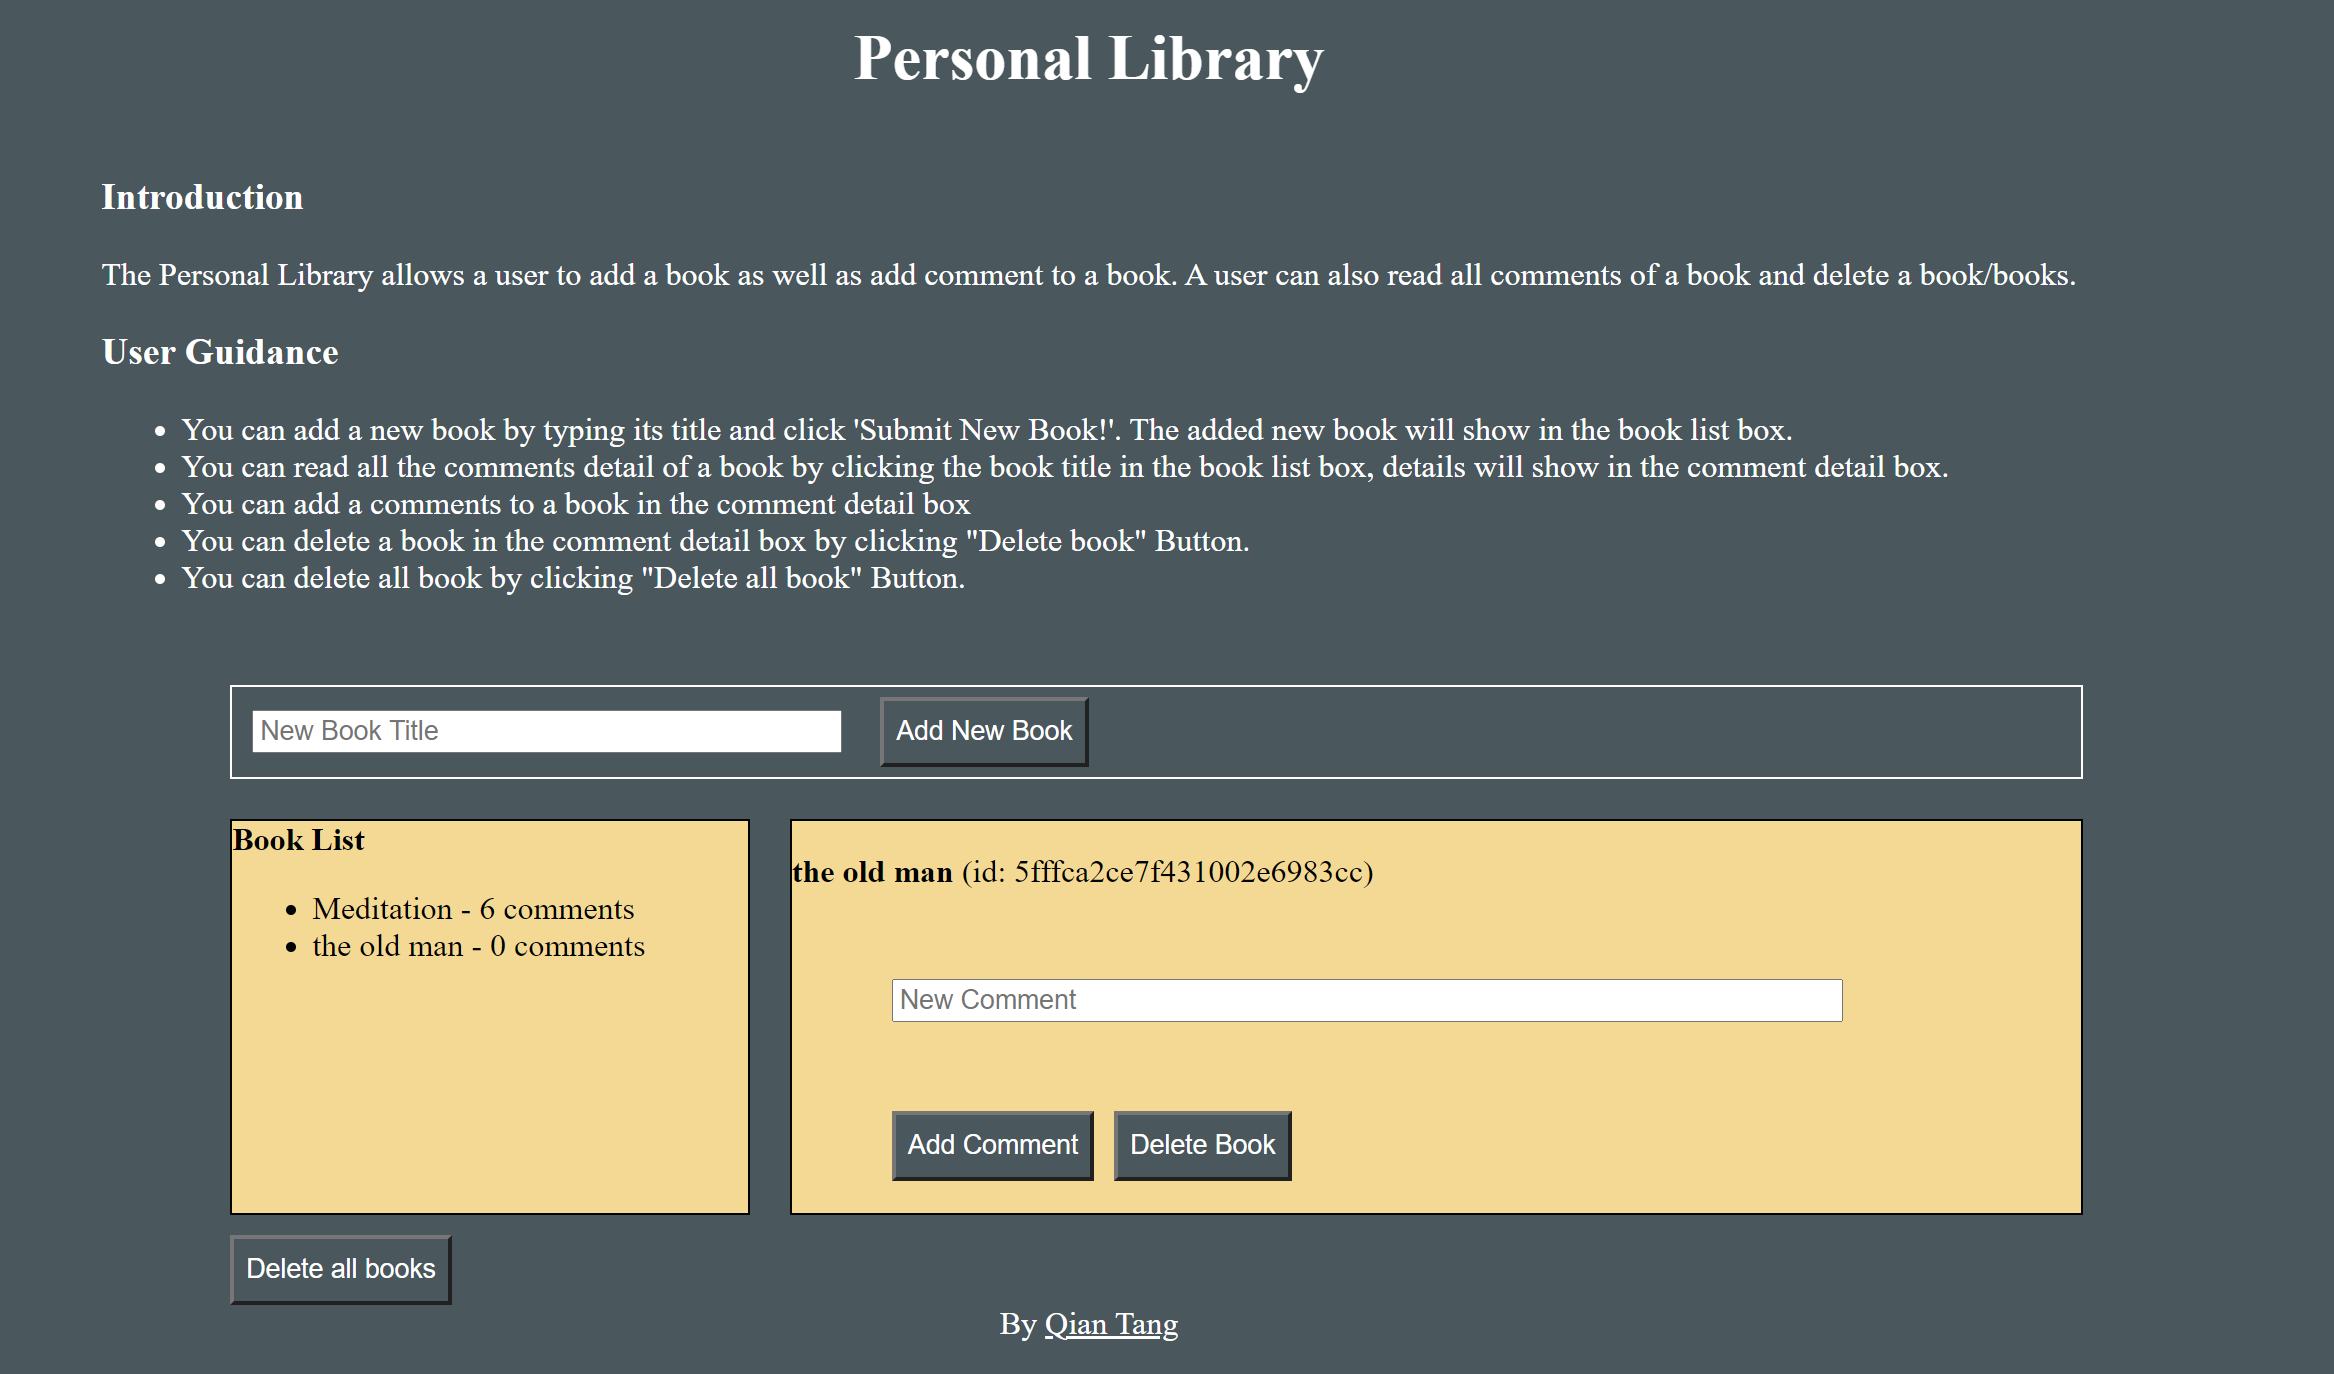 Personal Library
Introduction
The Personal Library allows a user to add a book as well as add comment to a book. A user can also read all comments of a book and delete a book/books.
User Guidance
You can add a new book by typing its title and click 'Submit New Book!'. The added new book will show in the book list box.
You can read all the comments detail of a book by clicking the book title in the book list box, details will show in the comment detail box.
You can add a comments to a book in the comment detail box
You can delete a book in the comment detail box by clicking "Delete book" Button.
You can delete all book by clicking "Delete all book" Button.
New Book Title
Add New Book
Book List
Meditation - 6 comments
the old man - 0 comments
the old man (id: 5fffca2ce7f431002e6983cc)
New Comment
Add Comment
Delete Book
Delete all books
By Qian Tang